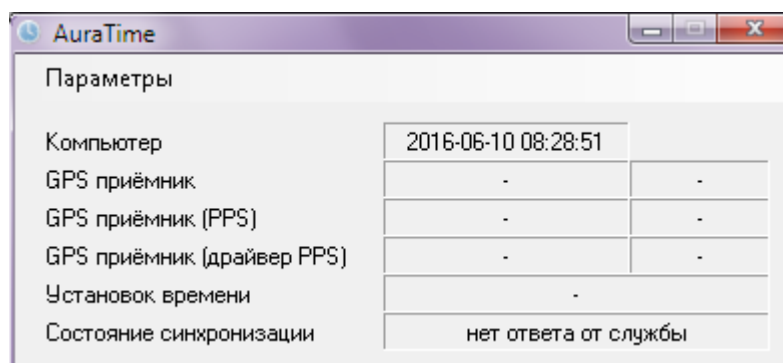 AuraTime
Параметры
Компьютер 2016-06-10 08:28:51
GPS приёмник - -
GPS приёмник (PPS) - -
GPS приёмник (драйвер PPS) - -
Установок времени -
Состояние синхронизации нет ответа от службы